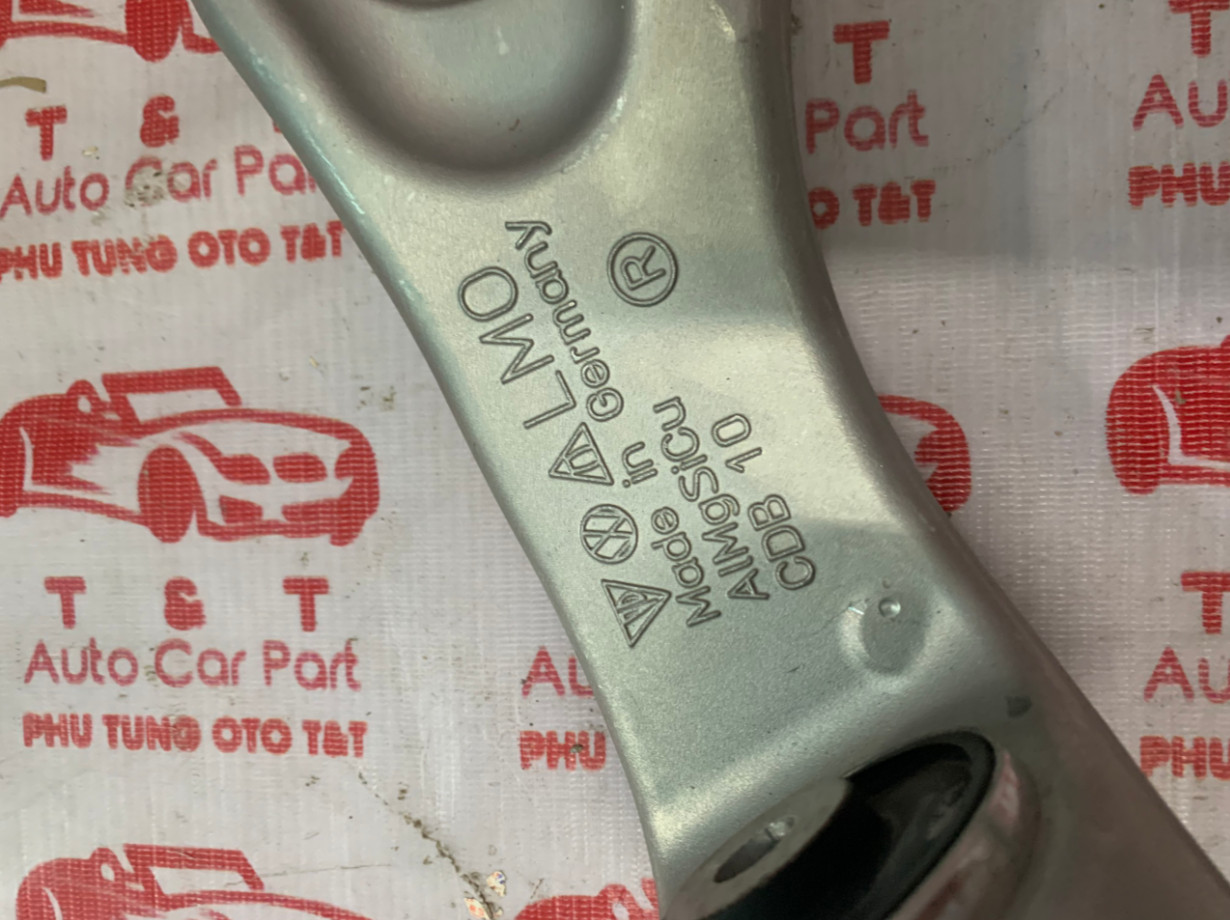 T &
Auto Car Par
PHU TUNG OTO T&T
T
Part
O T&T
T
Au
PHU
LMO
Made in Germany
AlMgSiCu
CDB 10
®
T & T
Auto Car Part
PHU TUNG OTO T&T
Au
PHU
T
Au
PHU